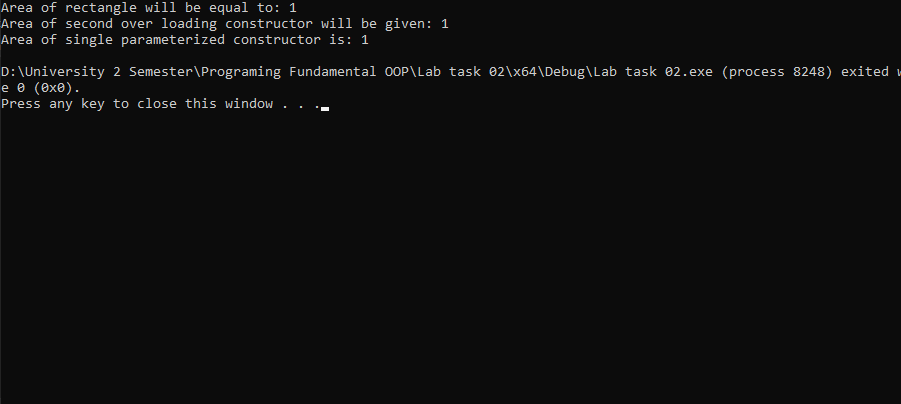 Area of rectangle will be equal to: 1
Area of second over loading constructor will be given: 1
Area of single parameterized constructor is: 1
D:\University 2 Semester\Programing Fundamental OOP\Lab task 02\x64\Debug\Lab task 02.exe (process 8248) exited w
e 0 (0x0).
Press any key to close this window . . .